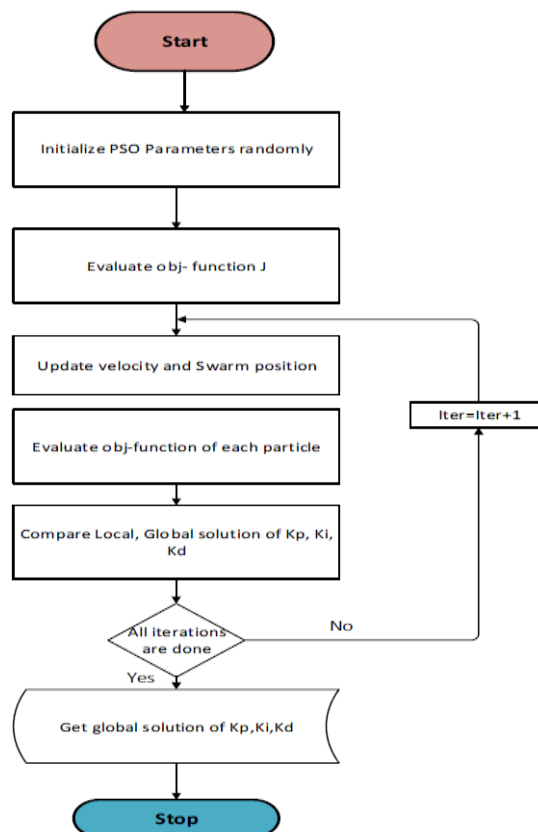 Start
Initialize PSO Parameters randomly
Evaluate obj- function J
Update velocity and Swarm position
Iter=Iter+1
Evaluate obj-function of each particle
Compare Local, Global solution of Kp, Ki,
Kd
All iterations
are done
No
Yes
Get global solution of Kp,Ki,Kd
Stop